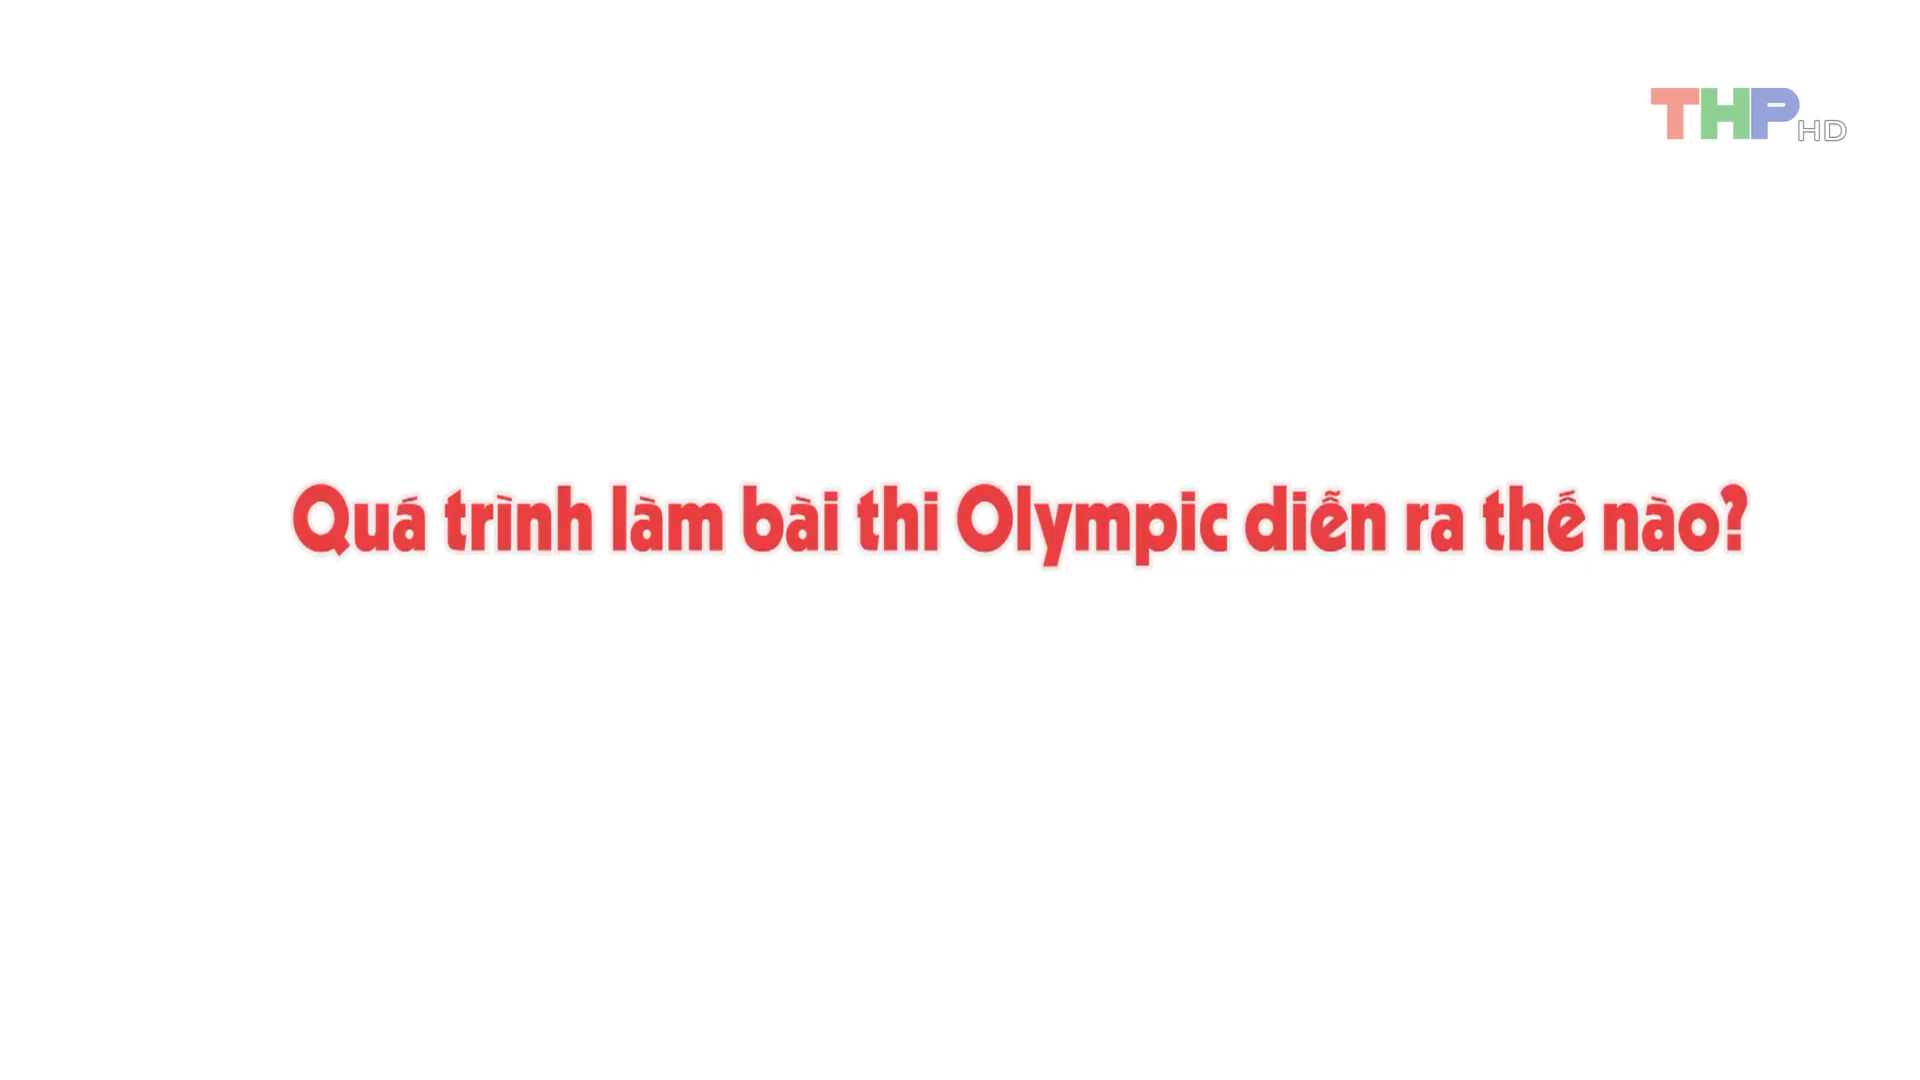 THP HD
Quá trình làm bài thi Olympic diễn ra thế nào?